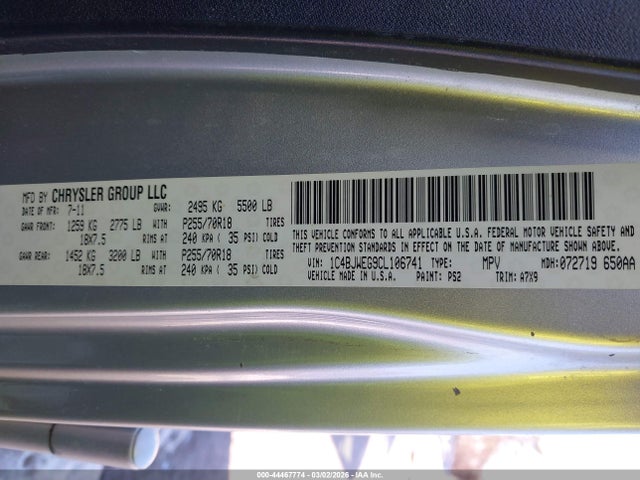 MFD BY CHRYSLER GROUP LLC
DATE OF MFR: 7-11 GVWR: 2495 KG 5500 LB
GAWR FRONT: 1259 KG 2775 LB WITH P255/70R18 TIRES
18X7.5 RIMS AT 240 KPA ( 35 PSI) COLD
GAWR REAR: 1452 KG 3200 LB WITH P255/70R18 TIRES
18X7.5 RIMS AT 240 KPA ( 35 PSI) COLD
THIS VEHICLE CONFORMS TO ALL APPLICABLE U.S.A. FEDERAL MOTOR VEHICLE SAFETY AND
THEFT PREVENTION STANDARDS IN EFFECT ON THE DATE OF MANUFACTURE SHOWN ABOVE.
VIN: 1C4BJWEG9CL106741 TYPE: MPV MDH: 072719 650AA
VEHICLE MADE IN U.S.A. PAINT: PS2 TRIM: A7X9
000-44467774 - 03/02/2026 - IAA Inc.